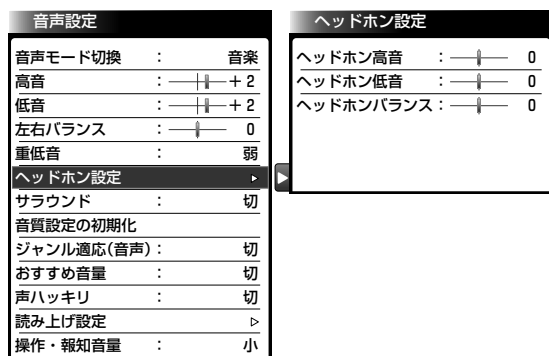 音声設定
音声モード切換 : 音楽
高音 : +2
低音 : +2
左右バランス : 0
重低音 : 弱
ヘッドホン設定
サラウンド : 切
音質設定の初期化
ジャンル適応(音声) : 切
おすすめ音量 : 切
声ハッキリ : 切
読み上げ設定
操作・報知音量 : 小
ヘッドホン設定
ヘッドホン高音 : 0
ヘッドホン低音 : 0
ヘッドホンバランス : 0